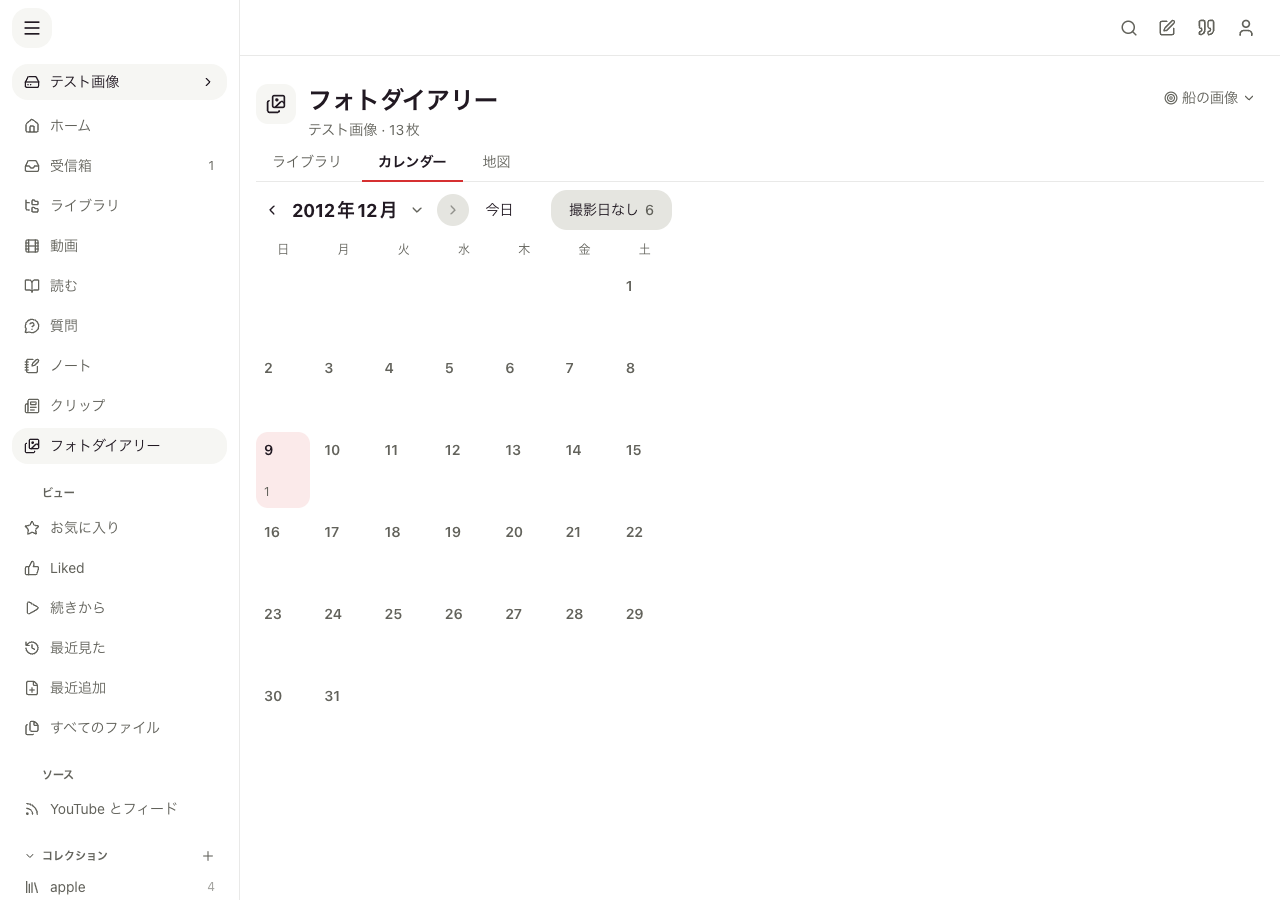 テスト画像
ホーム
受信箱 1
ライブラリ
動画
読む
質問
ノート
クリップ
フォトダイアリー
ビュー
お気に入り
Liked
続きから
最近見た
最近追加
すべてのファイル
ソース
YouTube とフィード
コレクション
apple 4
フォトダイアリー
テスト画像 · 13枚
船の画像
ライブラリ カレンダー 地図
2012年12月 今日 撮影日なし 6
日 月 火 水 木 金 土
1
2 3 4 5 6 7 8
9 10 11 12 13 14 15
1
16 17 18 19 20 21 22
23 24 25 26 27 28 29
30 31